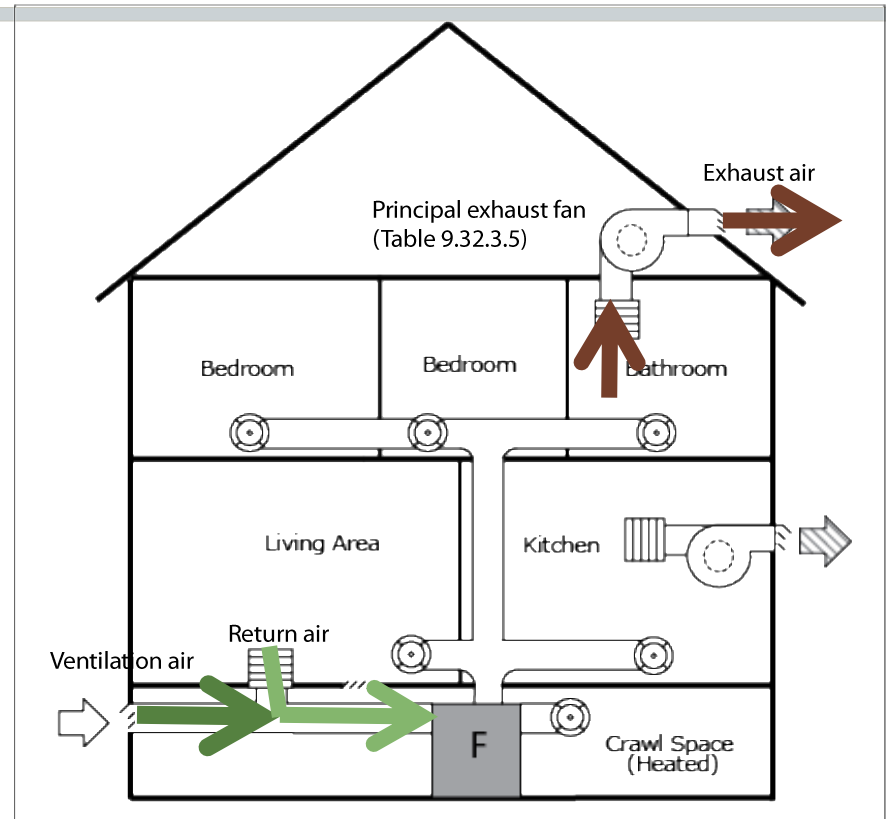 Exhaust air
Principal exhaust fan
(Table 9.32.3.5)
Bedroom
Bedroom
Bathroom
Living Area
Kitchen
Return air
Ventilation air
F
Crawl Space
(Heated)